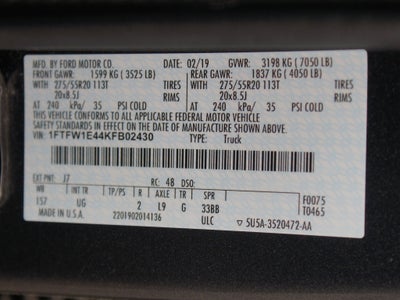 MFD. BY FORD MOTOR CO. 02/19 GVWR: 3198 KG ( 7050 LB)
FRONT GAWR: 1599 KG ( 3525 LB) REAR GAWR: 1837 KG ( 4050 LB)
WITH 275/55R20 113T TIRES WITH 275/55R20 113T TIRES
20x8.5J RIMS 20x8.5J RIMS
AT 240 kPa/ 35 PSI COLD AT 240 kPa/ 35 PSI COLD
THIS VEHICLE CONFORMS TO ALL APPLICABLE FEDERAL MOTOR VEHICLE
SAFETY STANDARDS IN EFFECT ON THE DATE OF MANUFACTURE SHOWN ABOVE.
VIN: 1FTFW1E44KFB02430 TYPE: Truck
EXT PNT: J7 RC: 48 DSO:
WB INT TR TP/PS R AXLE TR SPR F0075
157 UG 2 L9 G 33BB T0465
MADE IN U.S.A. 2201902014136 ULC 5U5A-3520472-AA